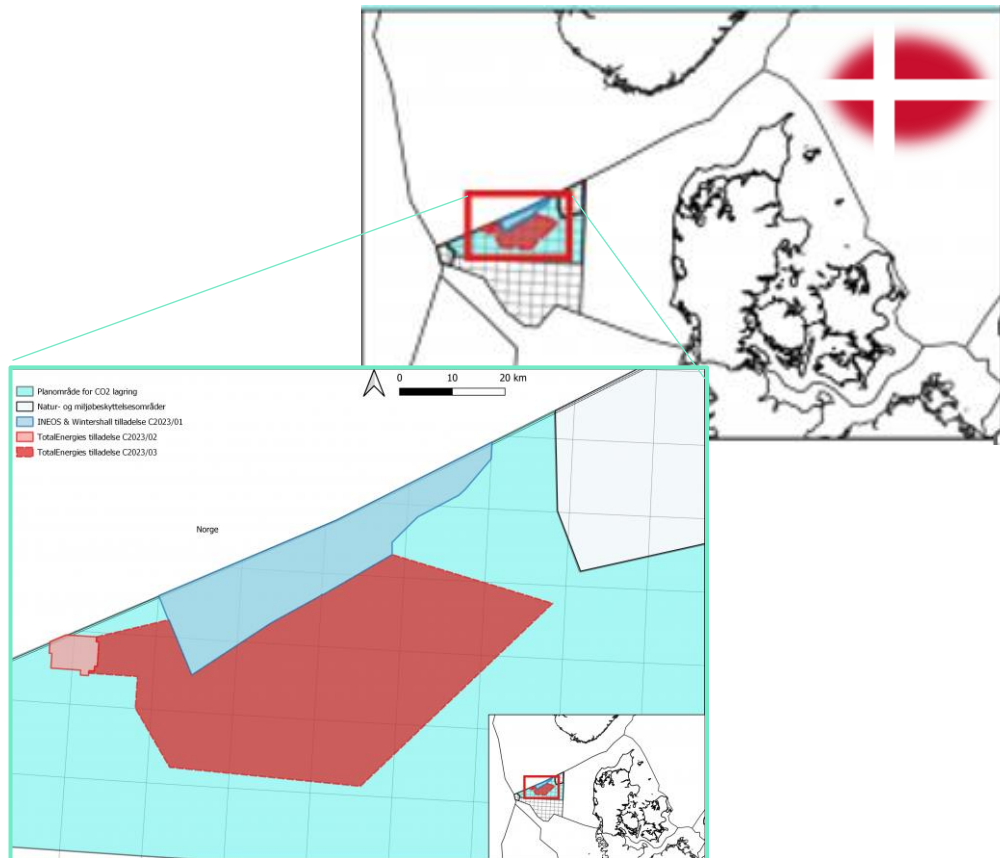 Planområde for CO2 lagring
Natur- og miljøbeskyttelsesområder
INEOS & Wintershall tilladelse C2023/01
TotalEnergies tilladelse C2023/02
TotalEnergies tilladelse C2023/03
0 10 20 km
Norge